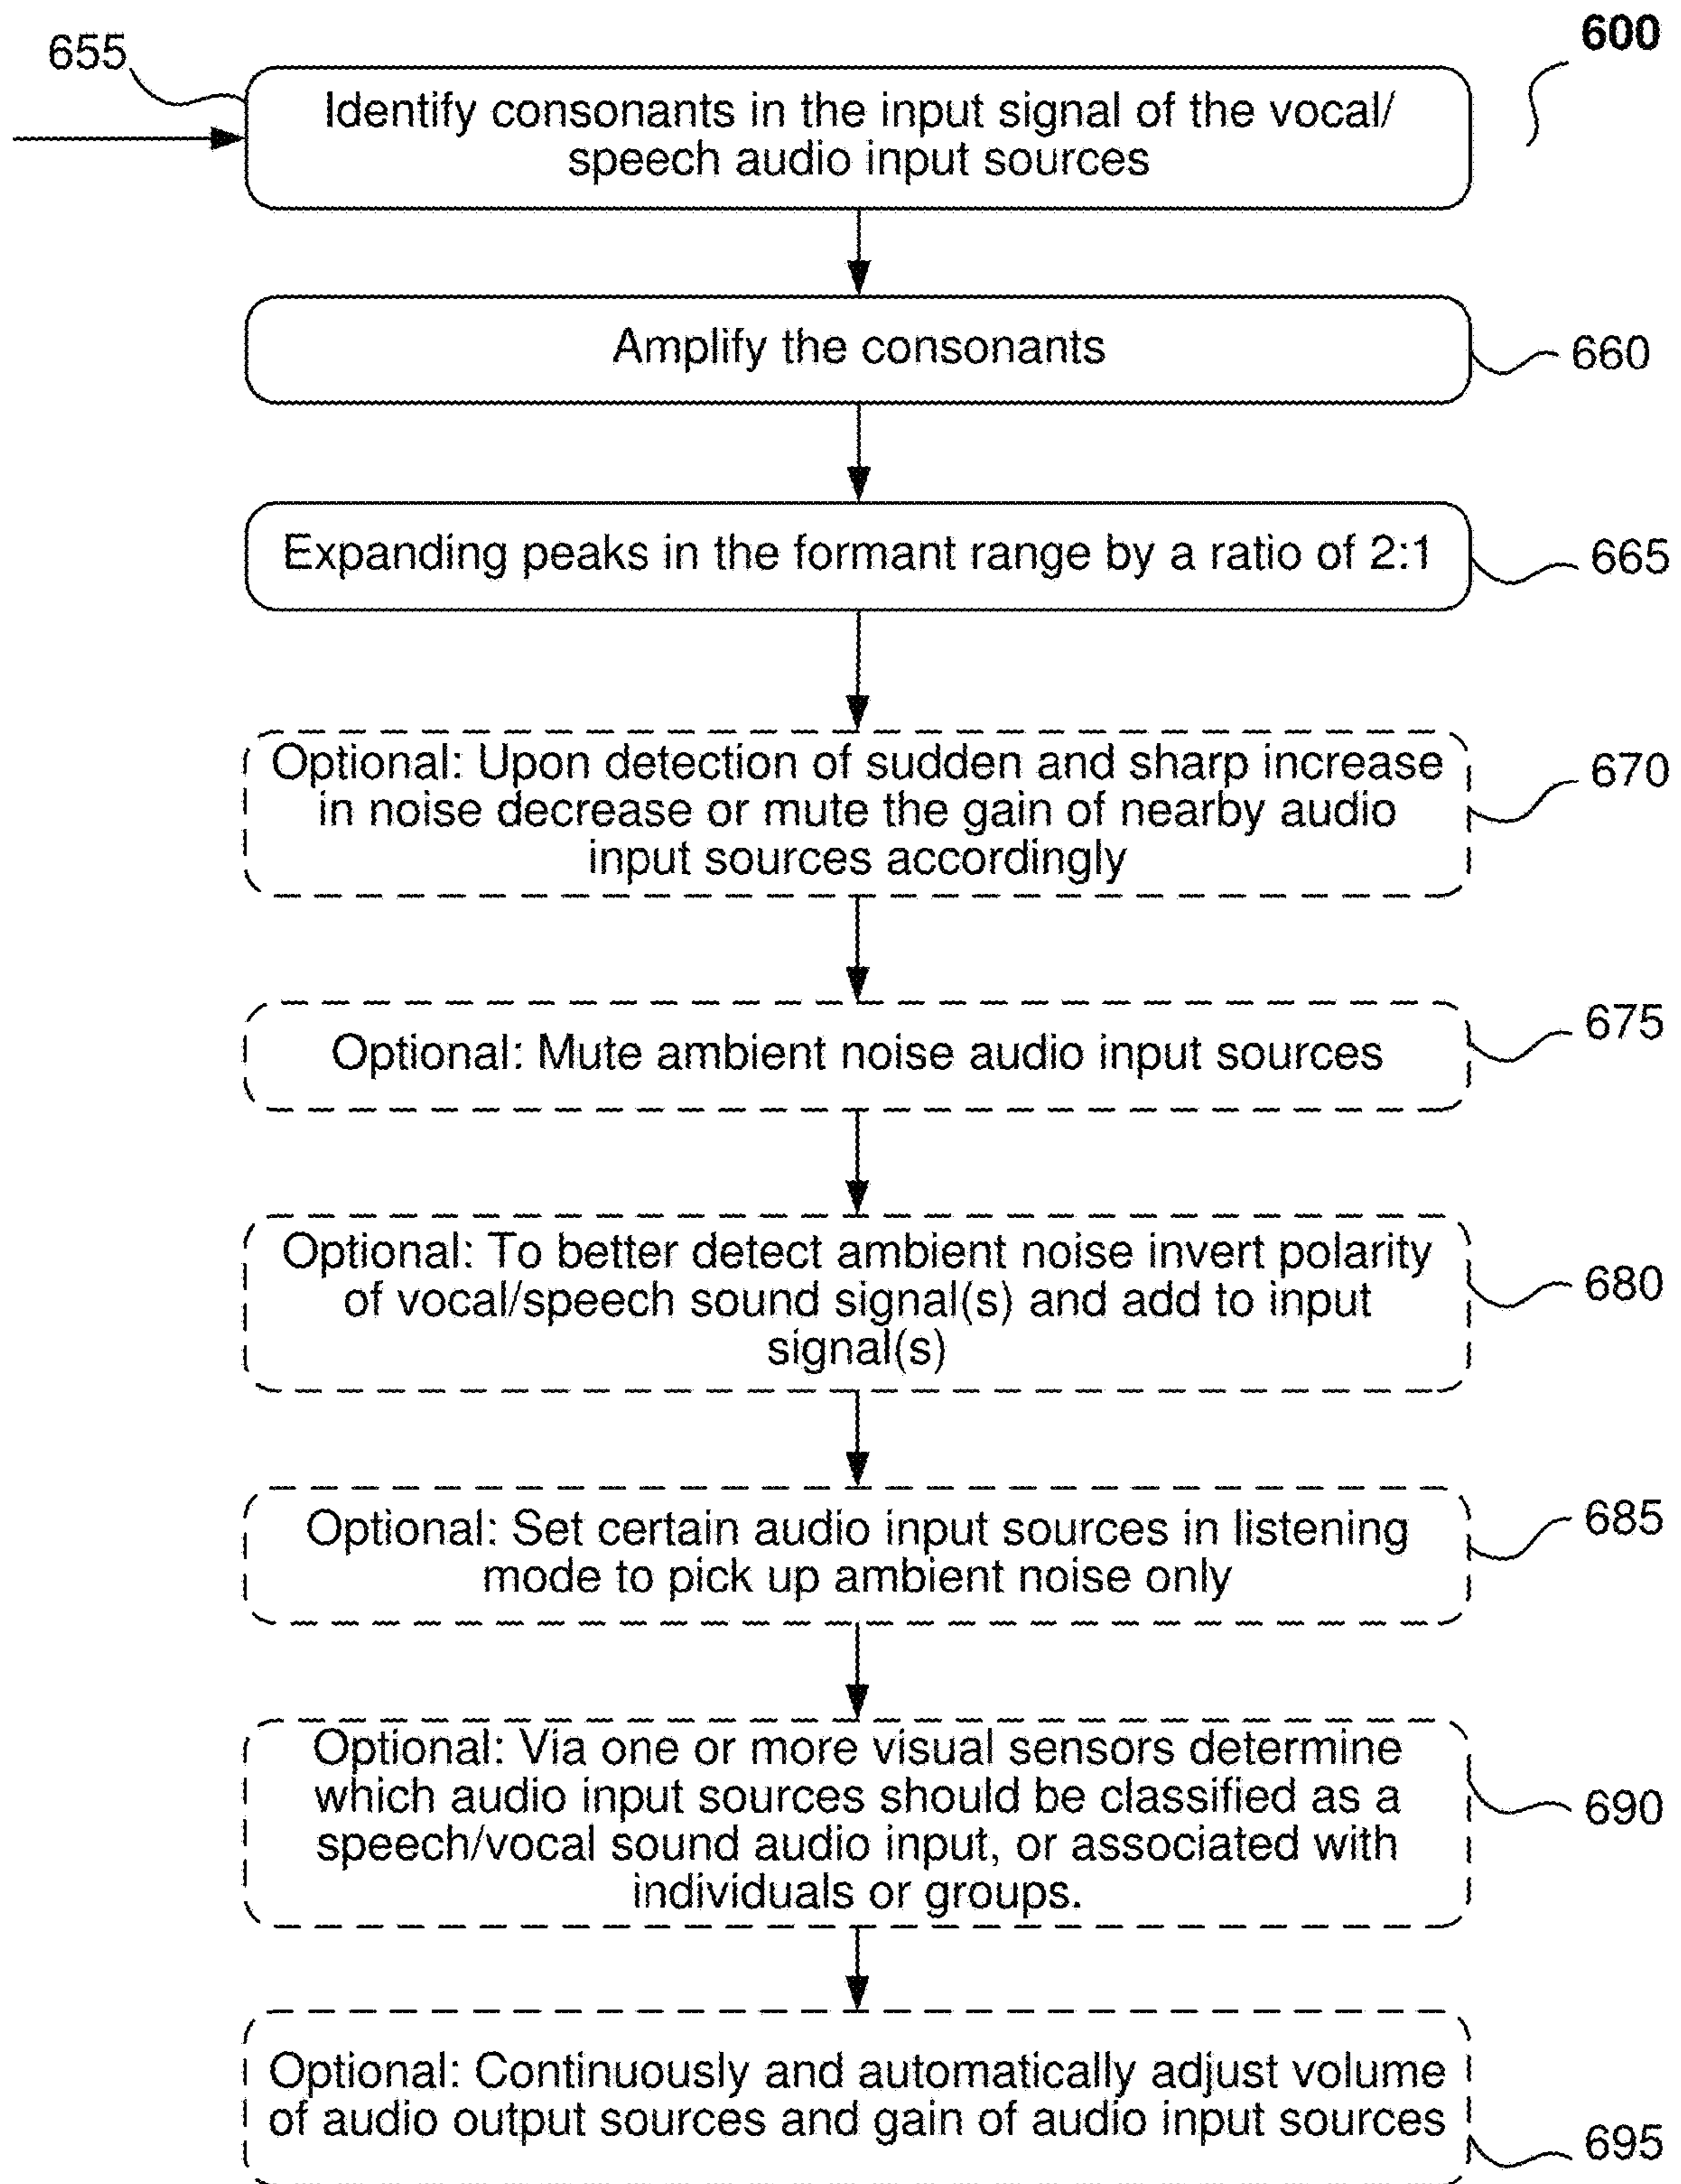 600
655
Identify consonants in the input signal of the vocal/
speech audio input sources
Amplify the consonants
660
Expanding peaks in the formant range by a ratio of 2:1
665
Optional: Upon detection of sudden and sharp increase
in noise decrease or mute the gain of nearby audio
input sources accordingly
670
Optional: Mute ambient noise audio input sources
675
Optional: To better detect ambient noise invert polarity
of vocal/speech sound signal(s) and add to input
signal(s)
680
Optional: Set certain audio input sources in listening
mode to pick up ambient noise only
685
Optional: Via one or more visual sensors determine
which audio input sources should be classified as a
speech/vocal sound audio input, or associated with
individuals or groups.
690
Optional: Continuously and automatically adjust volume
of audio output sources and gain of audio input sources
695